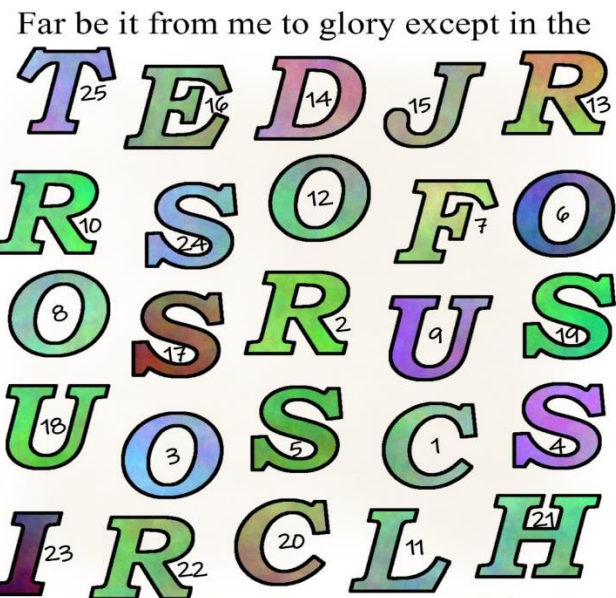 Far be it from me to glory except in the
T 25 E 16 D 14 J 15 R 13
R 10 S 24 O 12 F 7 O 6
O 8 S 17 R 2 U 9 S 19
U 18 O 3 S 5 C 1 S 4
I 23 R 22 C 20 L 11 H 21